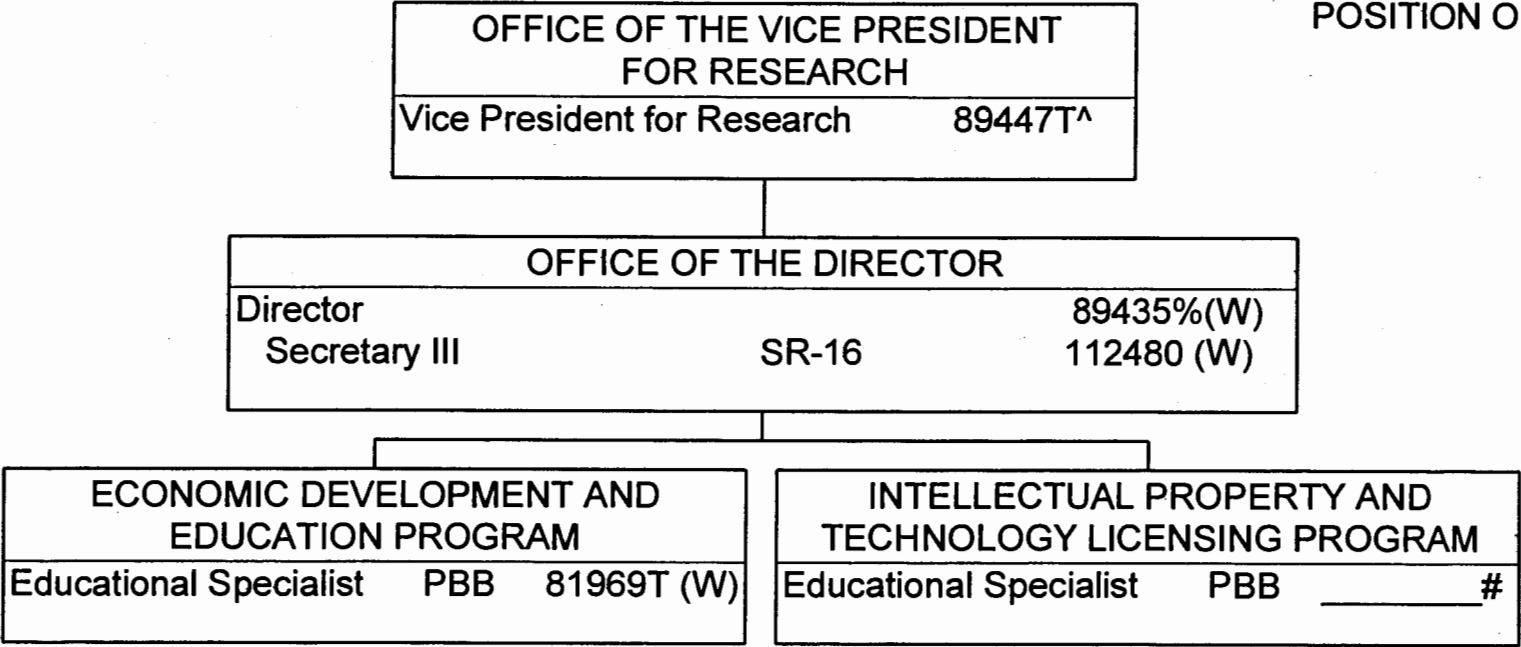 POSITION O
OFFICE OF THE VICE PRESIDENT
FOR RESEARCH
Vice President for Research 89447T^
OFFICE OF THE DIRECTOR
Director 89435%(W)
Secretary III SR-16 112480 (W)
ECONOMIC DEVELOPMENT AND
EDUCATION PROGRAM
Educational Specialist PBB 81969T (W)
INTELLECTUAL PROPERTY AND
TECHNOLOGY LICENSING PROGRAM
Educational Specialist PBB ________#